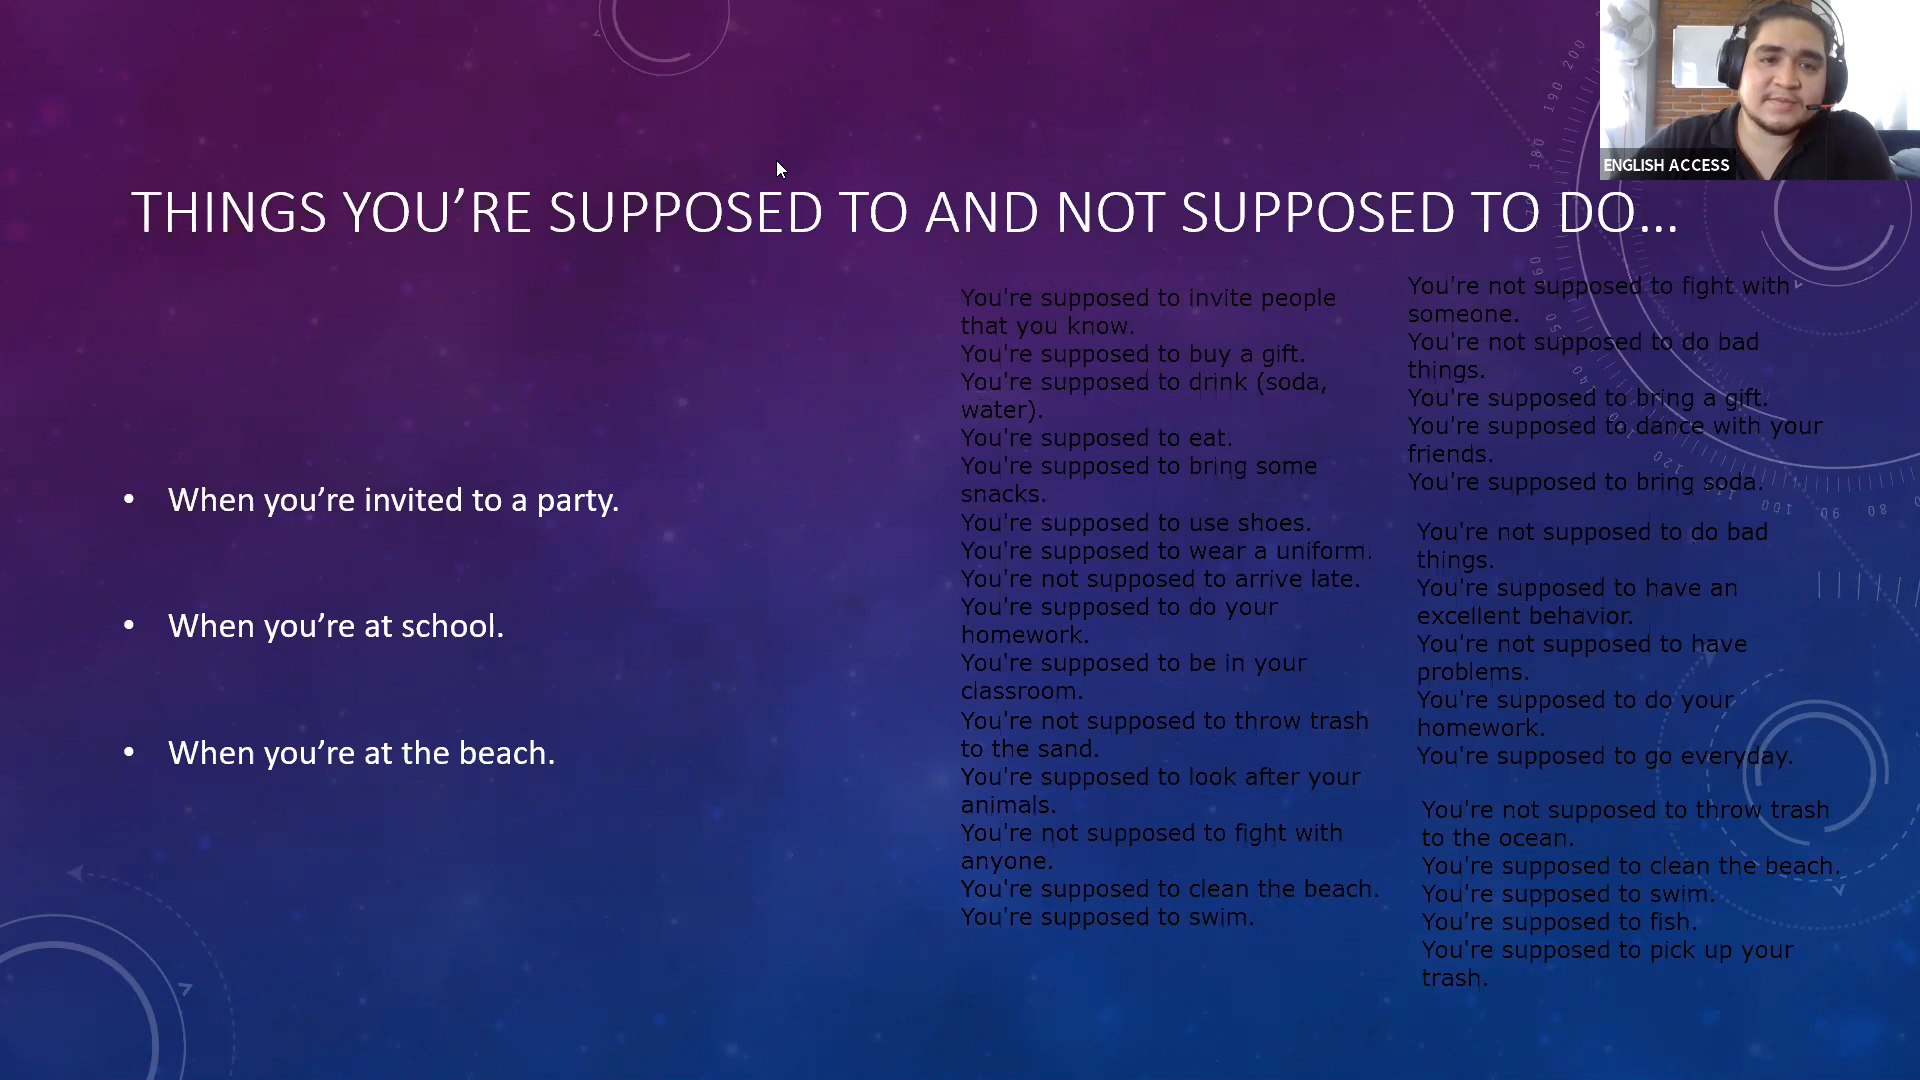 ENGLISH ACCESS
THINGS YOU’RE SUPPOSED TO AND NOT SUPPOSED TO DO…
• When you’re invited to a party.
• When you’re at school.
• When you’re at the beach.
You're supposed to invite people
that you know.
You're supposed to buy a gift.
You're supposed to drink (soda,
water).
You're supposed to eat.
You're supposed to bring some
snacks.
You're supposed to use shoes.
You're supposed to wear a uniform.
You're not supposed to arrive late.
You're supposed to do your
homework.
You're supposed to be in your
classroom.
You're not supposed to throw trash
to the sand.
You're supposed to look after your
animals.
You're not supposed to fight with
anyone.
You're supposed to clean the beach.
You're supposed to swim.
You're not supposed to fight with
someone.
You're not supposed to do bad
things.
You're supposed to bring a gift.
You're supposed to dance with your
friends.
You're supposed to bring soda.
You're not supposed to do bad
things.
You're supposed to have an
excellent behavior.
You're not supposed to have
problems.
You're supposed to do your
homework.
You're supposed to go everyday.
You're not supposed to throw trash
to the ocean.
You're supposed to clean the beach.
You're supposed to swim.
You're supposed to fish.
You're supposed to pick up your
trash.
200
190
180
160
150
140
120
110
100
90
80